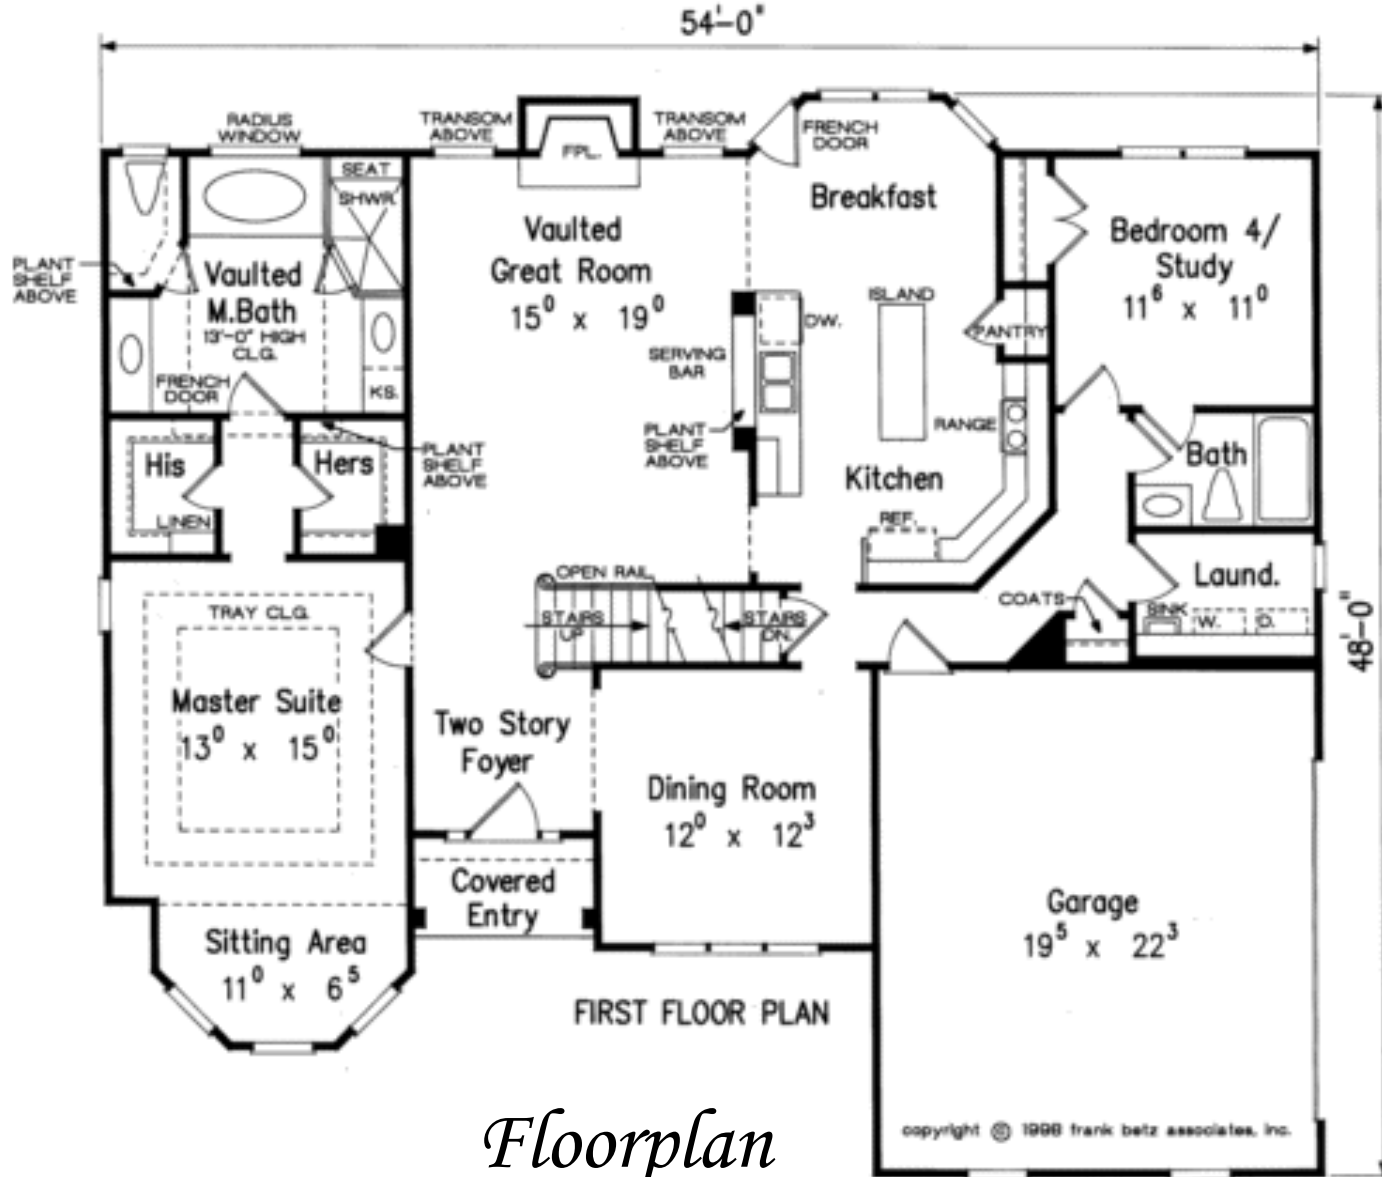 54'-0"
RADIUS
WINDOW
TRANSOM
ABOVE
TRANSOM
ABOVE
FPL.
FRENCH
DOOR
SEAT
SHWR.
Breakfast
Vaulted
Great Room
15⁰ x 19⁰
Bedroom 4/
Study
11⁶ x 11⁰
PLANT
SHELF
ABOVE
Vaulted
M.Bath
13'-0" HIGH
CLG.
ISLAND
DW.
PANTRY
SERVING
BAR
FRENCH
DOOR
KS.
PLANT
SHELF
ABOVE
RANGE
His
Hers
PLANT
SHELF
ABOVE
Kitchen
Bath
LINEN
REF.
OPEN RAIL
Laund.
COATS
SINK
W.
D.
TRAY CLG.
STAIRS
UP
STAIRS
DN.
48'-0"
Master Suite
13⁰ x 15⁰
Two Story
Foyer
Dining Room
12⁰ x 12³
Covered
Entry
Garage
19⁵ x 22³
Sitting Area
11⁰ x 6⁵
FIRST FLOOR PLAN
copyright © 1998 frank betz associates, inc.
Floorplan